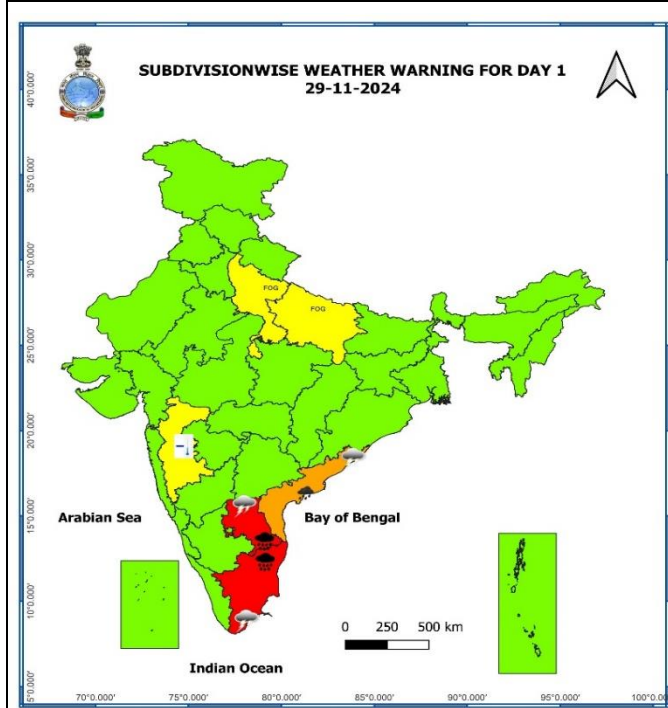 SUBDIVISIONWISE WEATHER WARNING FOR DAY 1
29-11-2024
40°0.000'
35°0.000'
30°0.000'
25°0.000'
20°0.000'
15°0.000'
10°0.000'
5°0.000'
FOG
FOG
Arabian Sea
Bay of Bengal
0 250 500 km
Indian Ocean
70°0.000' 75°0.000' 80°0.000' 85°0.000' 90°0.000' 95°0.000' 100°0.0